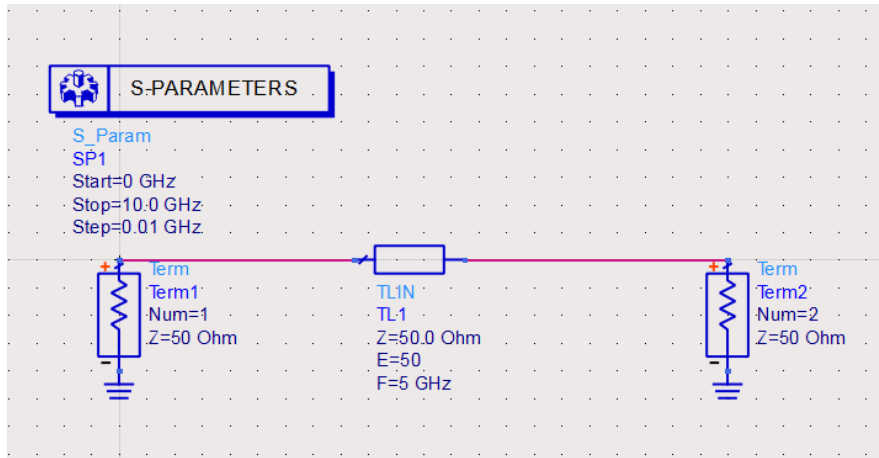 S-PARAMETERS
S_Param
SP1
Start=0 GHz
Stop=10.0 GHz
Step=0.01 GHz
+
Term
Term1
Num=1
Z=50 Ohm
-
TLIN
TL1
Z=50.0 Ohm
E=50
F=5 GHz
+
Term
Term2
Num=2
Z=50 Ohm
-